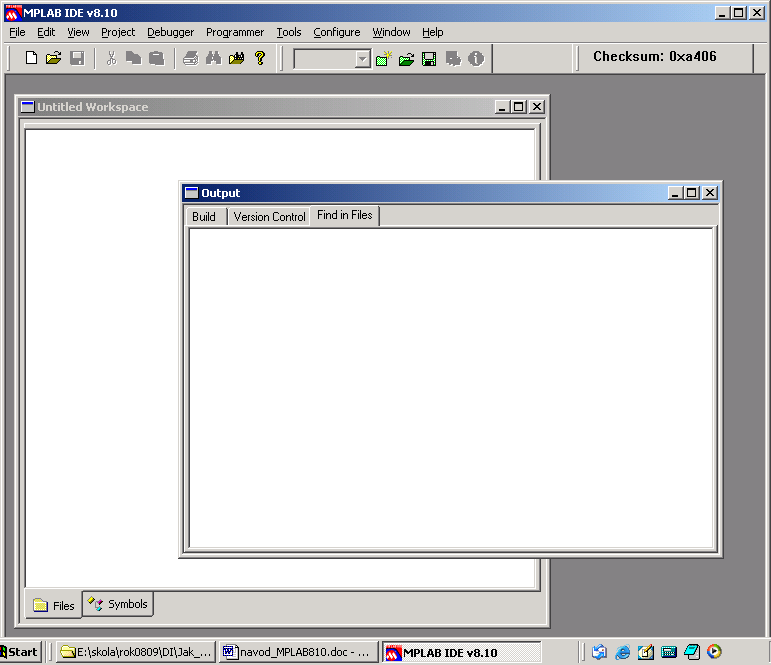 MPLAB IDE v8.10
File Edit View Project Debugger Programmer Tools Configure Window Help
Checksum: 0xa406
Untitled Workspace
Output
Build Version Control Find in Files
Files Symbols
Start E:\skola\rok0809\DI\Jak_... navod_MPLAB810.doc - ... MPLAB IDE v8.10